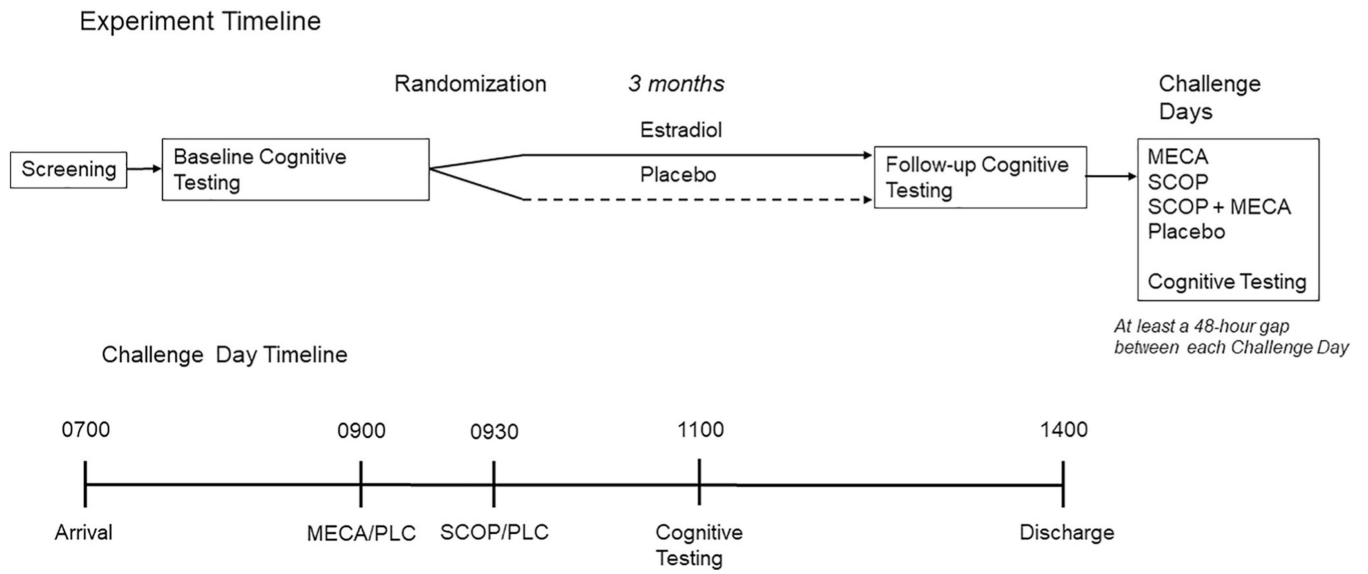 Experiment Timeline
Randomization 3 months
Challenge
Days
Estradiol
Screening
Baseline Cognitive
Testing
Placebo
Follow-up Cognitive
Testing
MECA
SCOP
SCOP + MECA
Placebo
Cognitive Testing
At least a 48-hour gap
between each Challenge Day
Challenge Day Timeline
0700 0900 0930 1100 1400
Arrival MECA/PLC SCOP/PLC Cognitive
Testing
Discharge